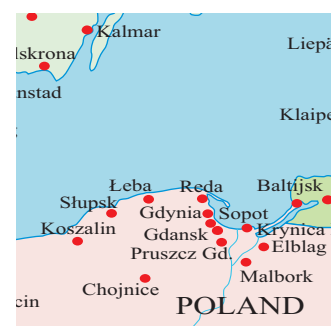 Kalmar
lskrona
Liepā
nstad
Klaipe
Łeba
Reda
Baltijsk
Słupsk
Gdynia
Sopot
Koszalin
Krynica
Gdansk
Elblag
Pruszcz Gd.
Malbork
Chojnice
cin
POLAND